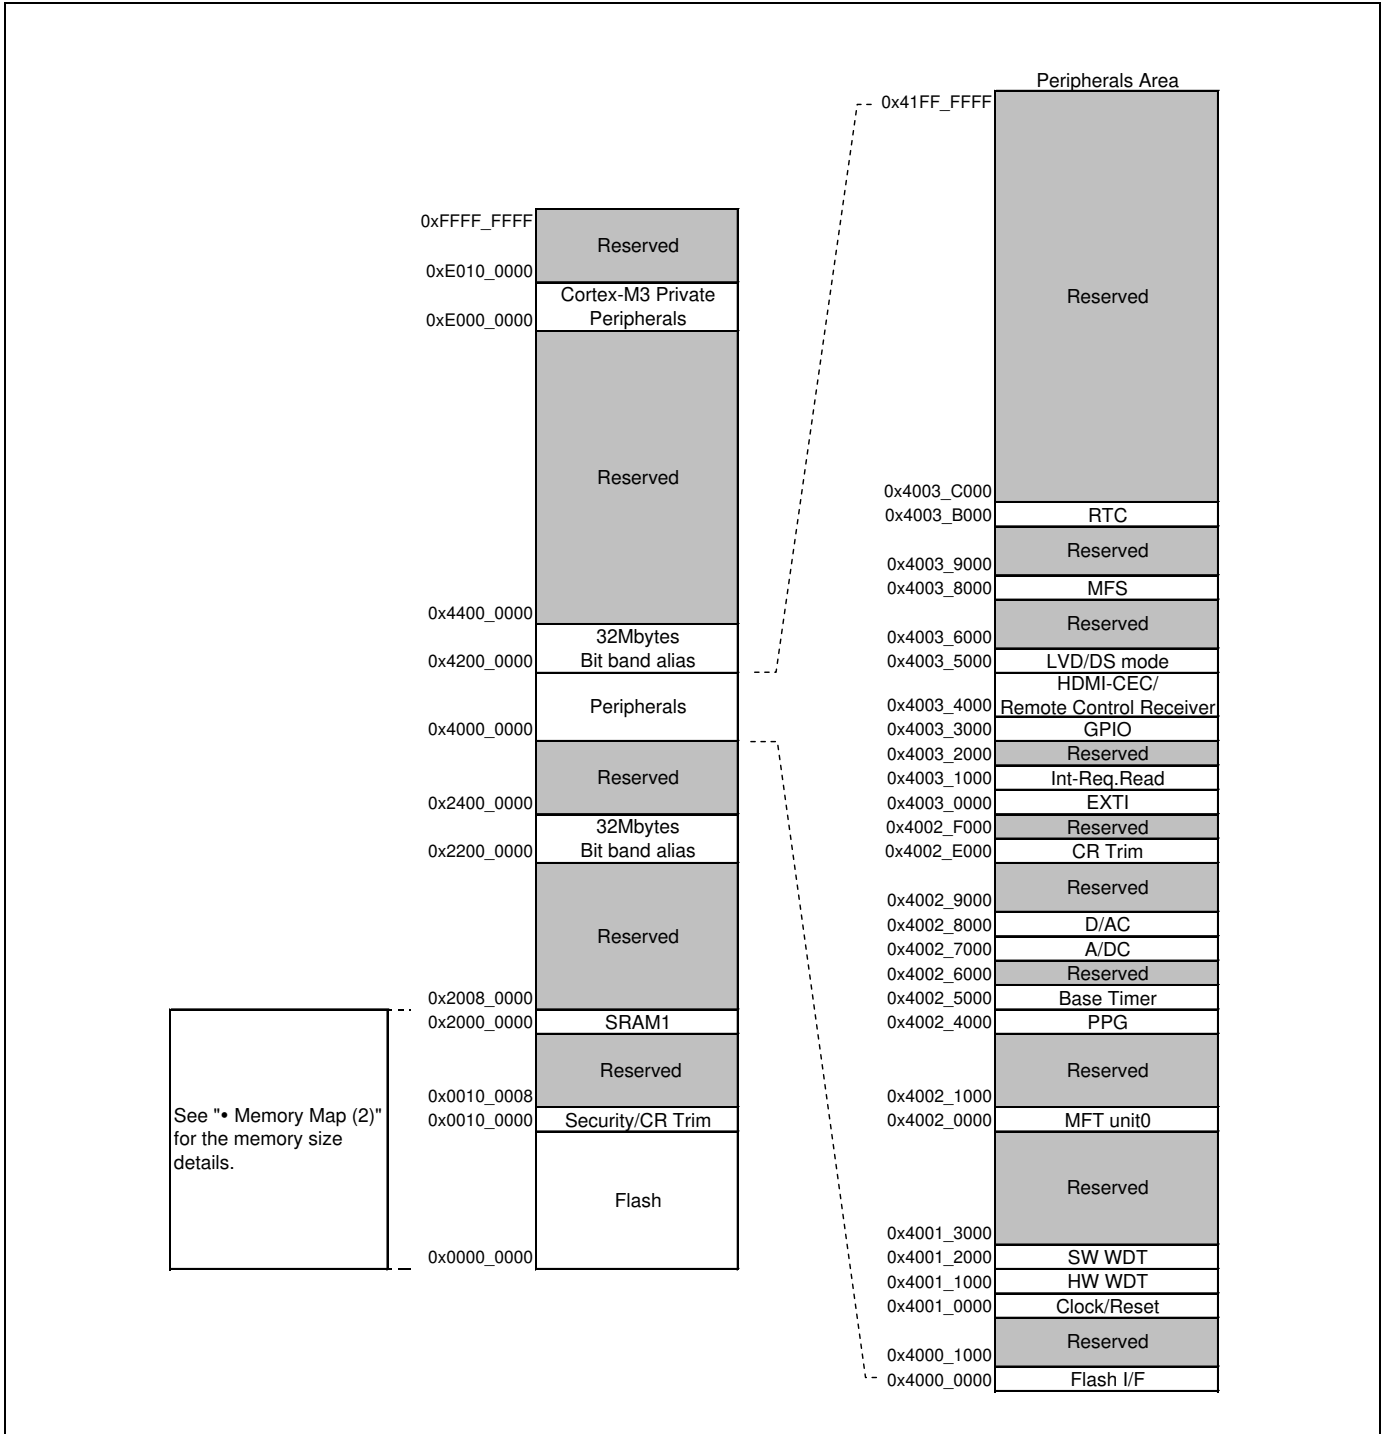 Peripherals Area
0x41FF_FFFF
Reserved
0x4003_C000
0x4003_B000 RTC
Reserved
0x4003_9000
0x4003_8000 MFS
Reserved
0x4003_6000
0x4003_5000 LVD/DS mode
HDMI-CEC/
0x4003_4000 Remote Control Receiver
0x4003_3000 GPIO
0x4003_2000 Reserved
0x4003_1000 Int-Req.Read
0x4003_0000 EXTI
0x4002_F000 Reserved
0x4002_E000 CR Trim
Reserved
0x4002_9000
0x4002_8000 D/AC
0x4002_7000 A/DC
0x4002_6000 Reserved
0x4002_5000 Base Timer
0x4002_4000 PPG
Reserved
0x4002_1000
0x4002_0000 MFT unit0
Reserved
0x4001_3000
0x4001_2000 SW WDT
0x4001_1000 HW WDT
0x4001_0000 Clock/Reset
Reserved
0x4000_1000
0x4000_0000 Flash I/F
0xFFFF_FFFF
Reserved
0xE010_0000
Cortex-M3 Private
0xE000_0000 Peripherals
Reserved
0x4400_0000
32Mbytes
0x4200_0000 Bit band alias
Peripherals
0x4000_0000
Reserved
0x2400_0000
32Mbytes
0x2200_0000 Bit band alias
Reserved
0x2008_0000
0x2000_0000 SRAM1
Reserved
0x0010_0008
0x0010_0000 Security/CR Trim
Flash
0x0000_0000
See "• Memory Map (2)"
for the memory size
details.